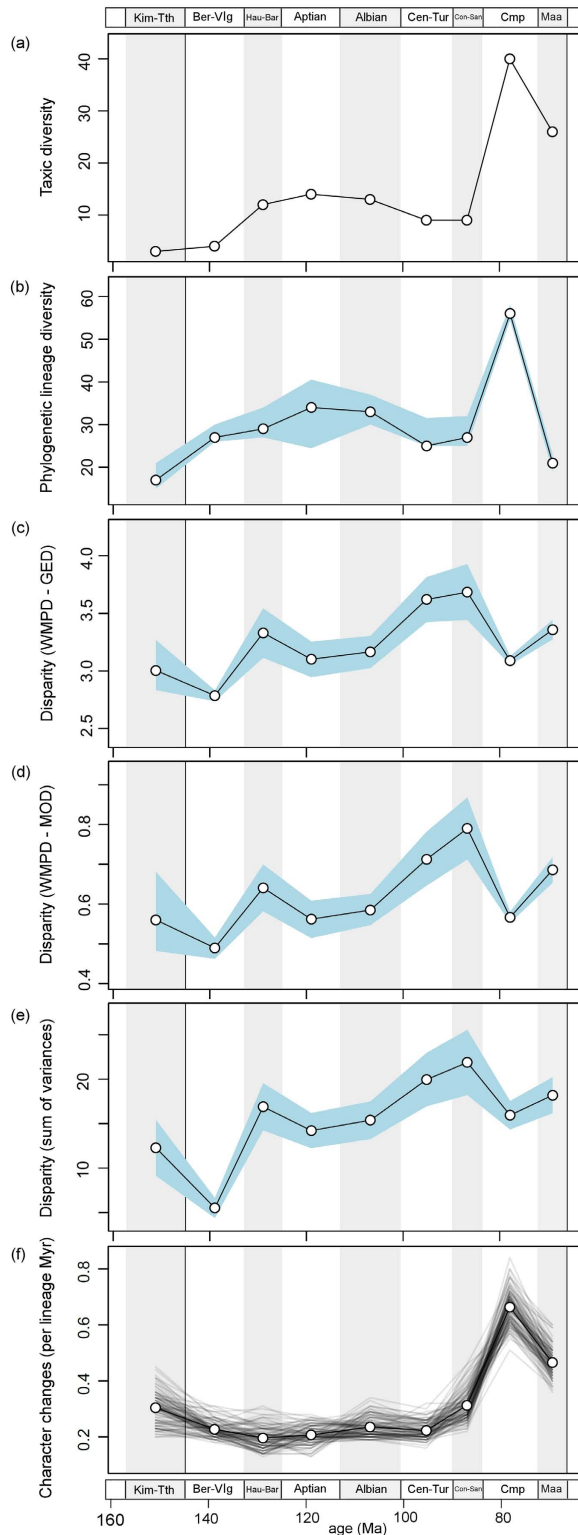 Kim-Tth Ber-Vlg Hau-Bar Aptian Albian Cen-Tur Con-San Cmp Maa
(a)
Taxic diversity
40
30
20
10
(b)
Phylogenetic lineage diversity
60
50
40
30
20
(c)
Disparity (WMPD - GED)
4.0
3.5
3.0
2.5
(d)
Disparity (WMPD - MOD)
0.8
0.6
0.4
(e)
Disparity (sum of variances)
20
10
(f)
Character changes (per lineage Myr)
0.8
0.6
0.4
0.2
Kim-Tth Ber-Vlg Hau-Bar Aptian Albian Cen-Tur Con-San Cmp Maa
160 140 120 100 80
age (Ma)